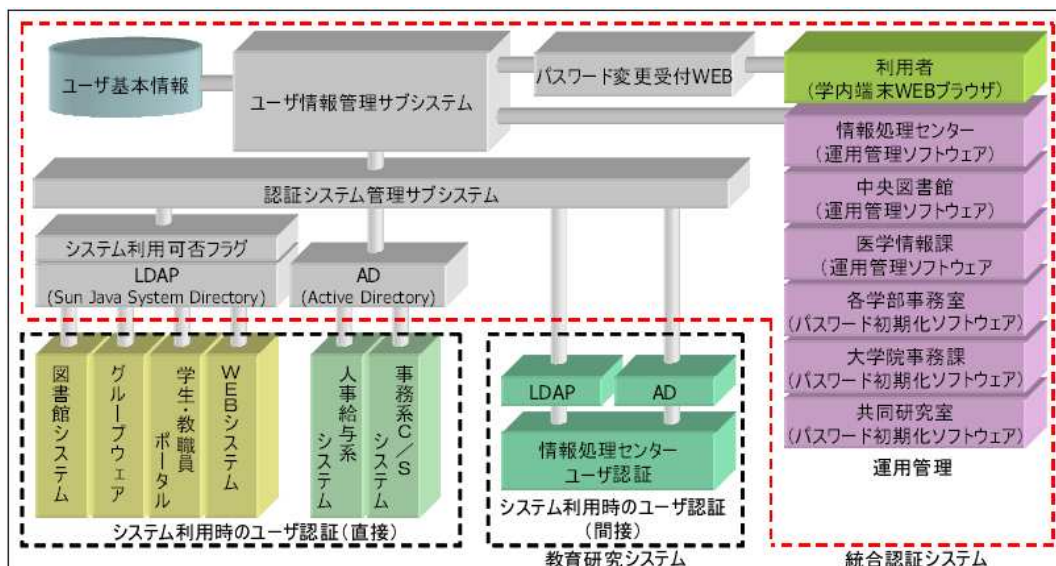 ユーザ基本情報
ユーザ情報管理サブシステム
パスワード変更受付WEB
利用者
(学内端末WEBブラウザ)
情報処理センター
(運用管理ソフトウェア)
中央図書館
(運用管理ソフトウェア)
医学情報課
(運用管理ソフトウェア
各学部事務室
(パスワード初期化ソフトウェア)
大学院事務課
(パスワード初期化ソフトウェア)
共同研究室
(パスワード初期化ソフトウェア)
運用管理
認証システム管理サブシステム
システム利用可否フラグ
LDAP
(Sun Java System Directory)
AD
(Active Directory)
図書館システム
グループウェア
学生・教職員
ポータル
WEBシステム
人事給与系
システム
事務系C/S
システム
システム利用時のユーザ認証(直接)
LDAP
AD
情報処理センター
ユーザ認証
システム利用時のユーザ認証
(間接)
教育研究システム
統合認証システム